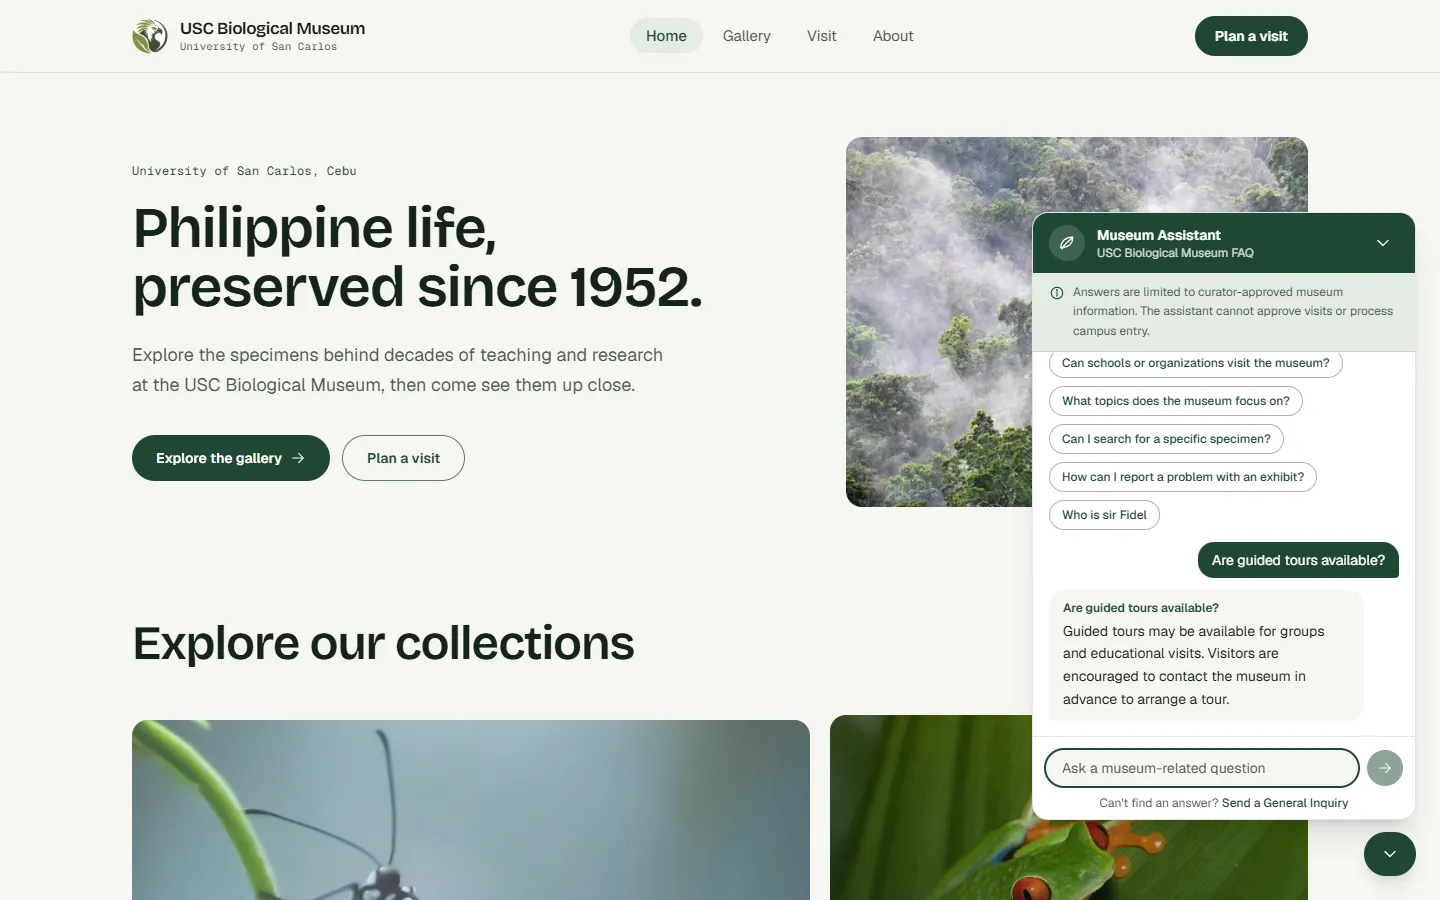 USC Biological Museum
University of San Carlos
Home
Gallery
Visit
About
Plan a visit
University of San Carlos, Cebu
Philippine life,
preserved since 1952.
Explore the specimens behind decades of teaching and research
at the USC Biological Museum, then come see them up close.
Explore the gallery
Plan a visit
Explore our collections
Museum Assistant
USC Biological Museum FAQ
Answers are limited to curator-approved museum
information. The assistant cannot approve visits or process
campus entry.
Can schools or organizations visit the museum?
What topics does the museum focus on?
Can I search for a specific specimen?
How can I report a problem with an exhibit?
Who is sir Fidel
Are guided tours available?
Are guided tours available?
Guided tours may be available for groups
and educational visits. Visitors are
encouraged to contact the museum in
advance to arrange a tour.
Ask a museum-related question
Can't find an answer? Send a General Inquiry